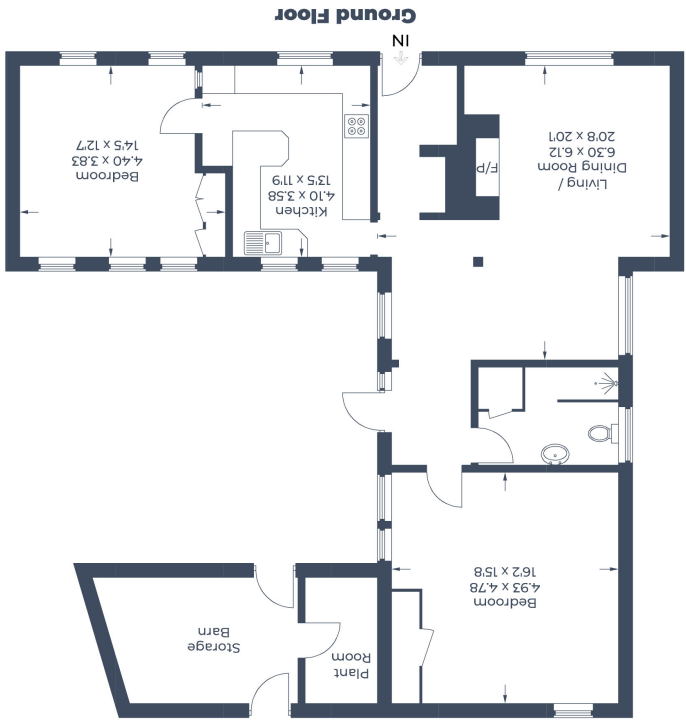 Bedroom
4.93 x 4.78
16'2 x 15'8
Plant
Room
Storage
Barn
Living /
Dining Room
6.30 x 6.12
20'8 x 20'1
F/P
Kitchen
4.10 x 3.58
13'5 x 11'9
Bedroom
4.40 x 3.83
14'5 x 12'7
IN
Ground Floor